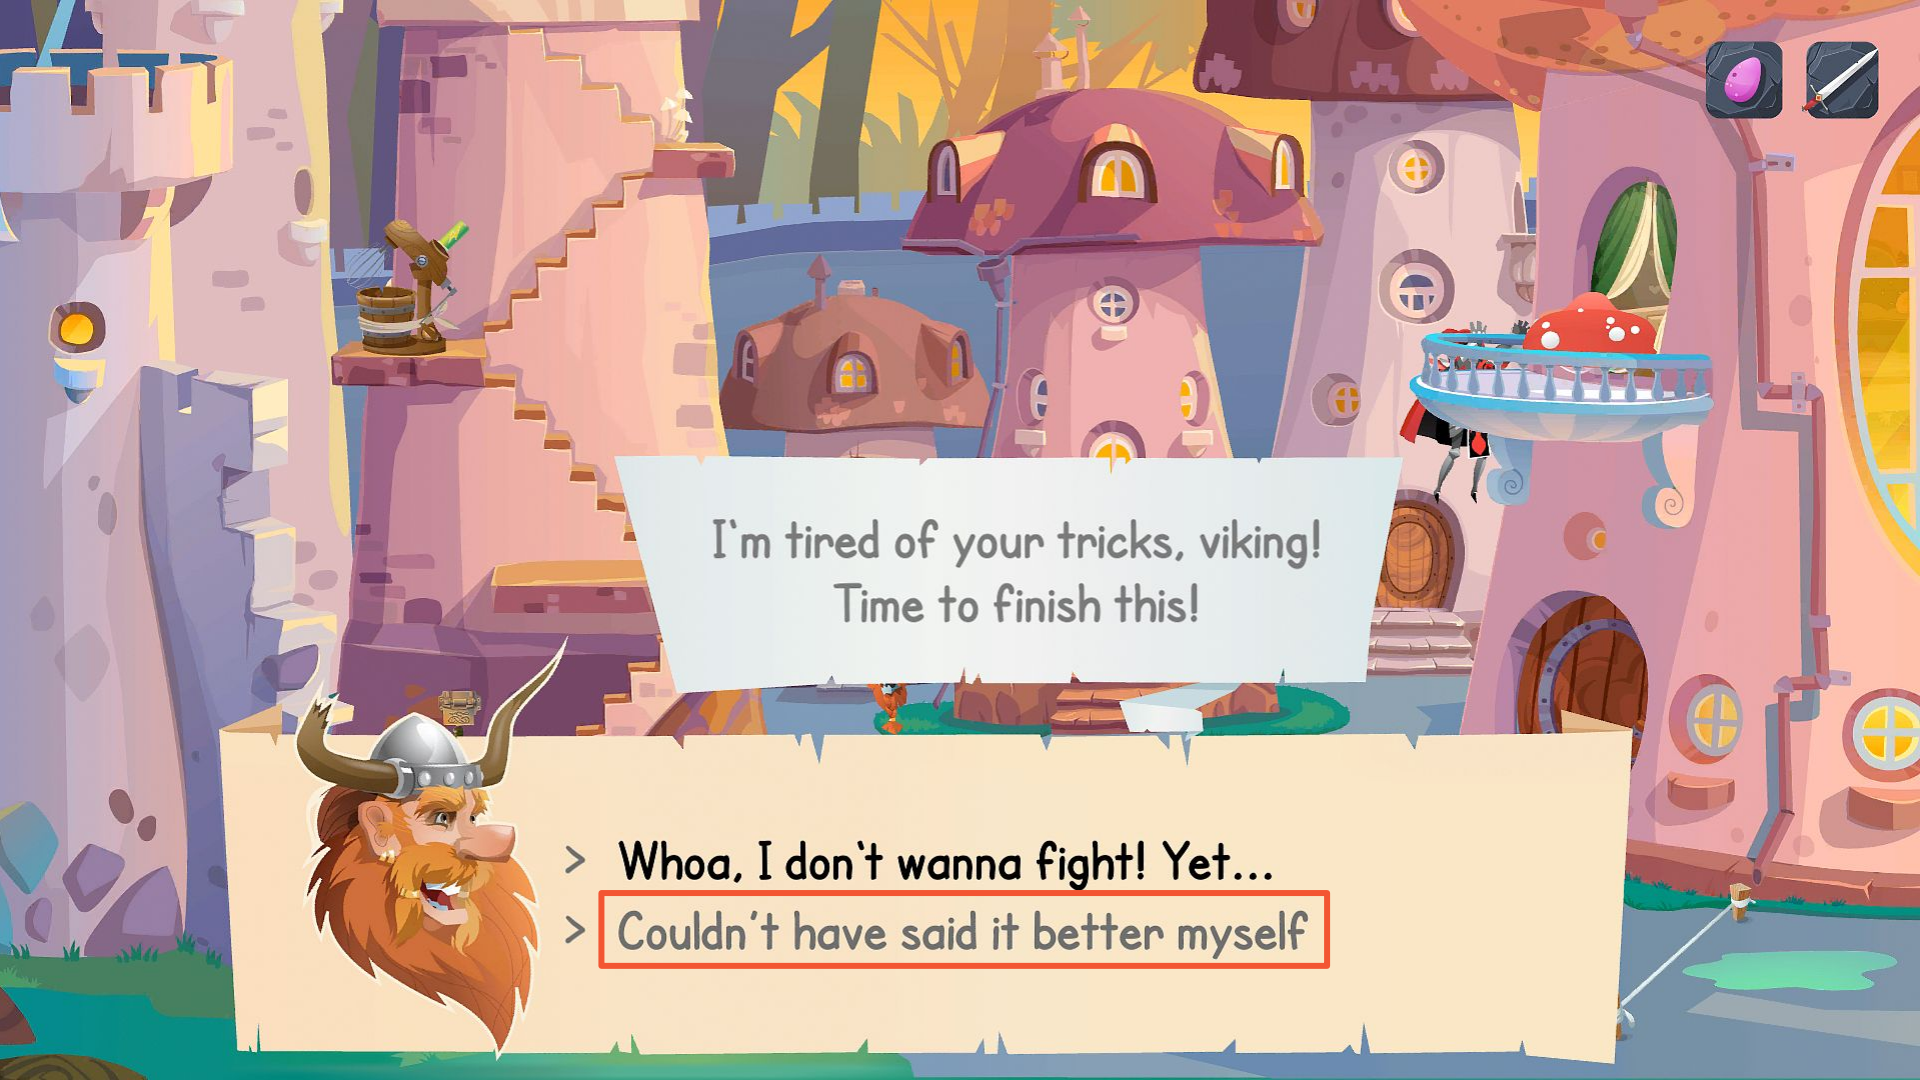 I'm tired of your tricks, viking!
Time to finish this!
> Whoa, I don't wanna fight! Yet...
> Couldn't have said it better myself